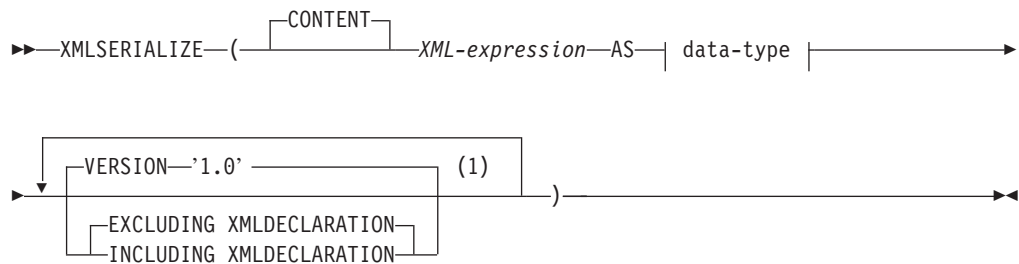 CONTENT
XMLSERIALIZE ( XML-expression AS data-type
VERSION ’1.0’ (1)
)
EXCLUDING XMLDECLARATION
INCLUDING XMLDECLARATION